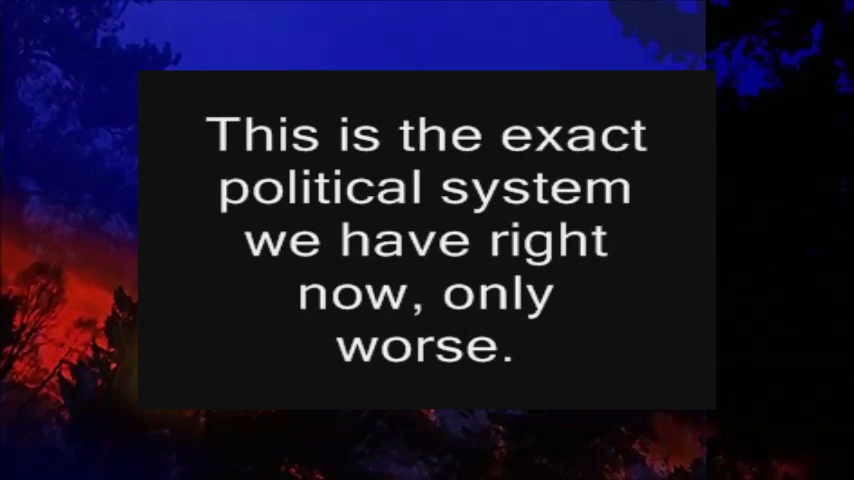 This is the exact
political system
we have right
now, only
worse.